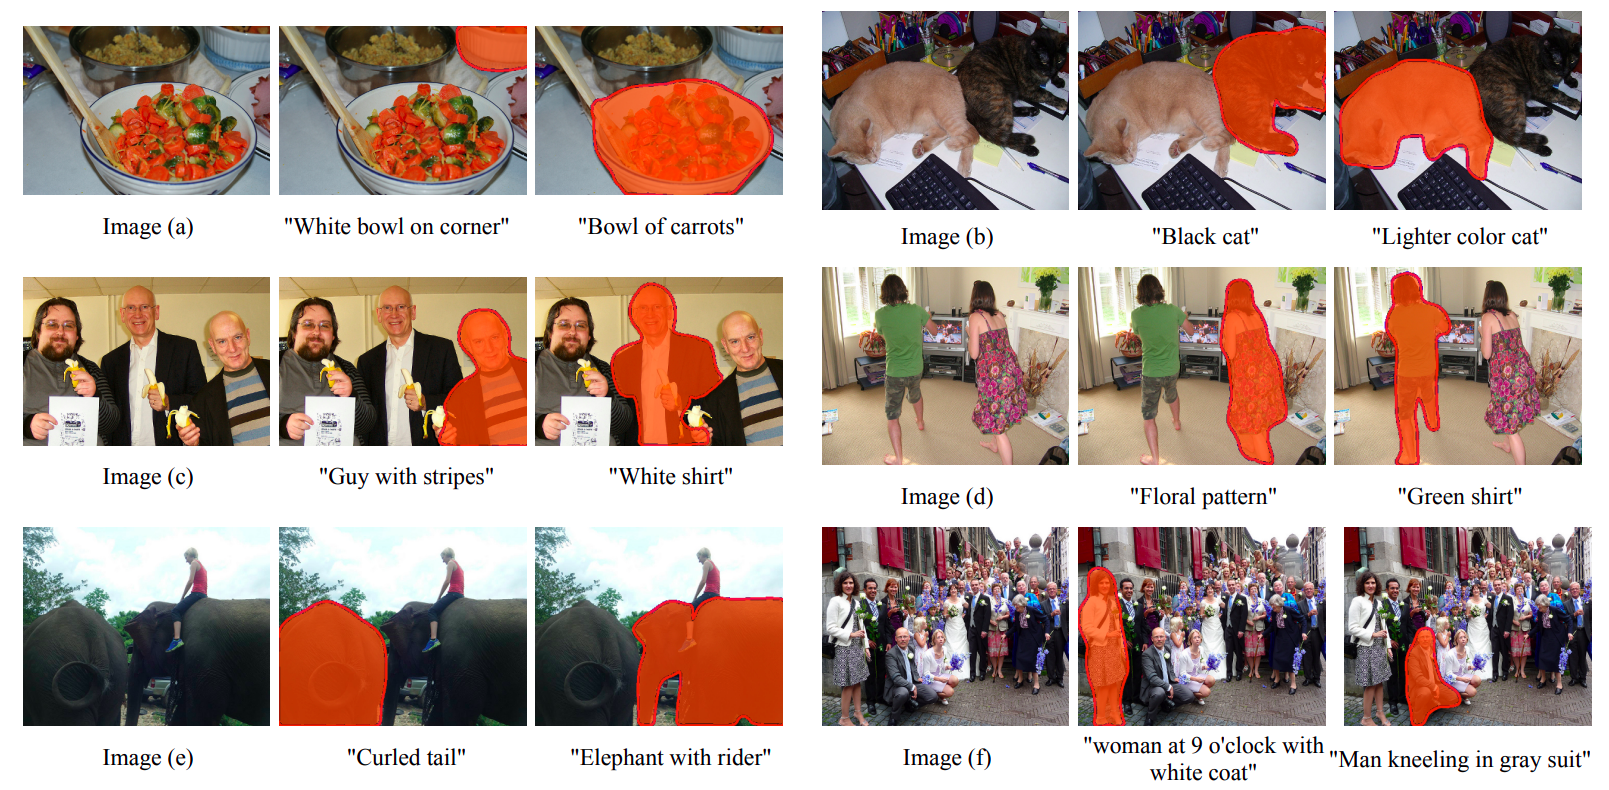 Image (a)
"White bowl on corner"
"Bowl of carrots"
Image (b)
"Black cat"
"Lighter color cat"
Image (c)
"Guy with stripes"
"White shirt"
Image (d)
"Floral pattern"
"Green shirt"
Image (e)
"Curled tail"
"Elephant with rider"
Image (f)
"woman at 9 o'clock with
white coat"
"Man kneeling in gray suit"